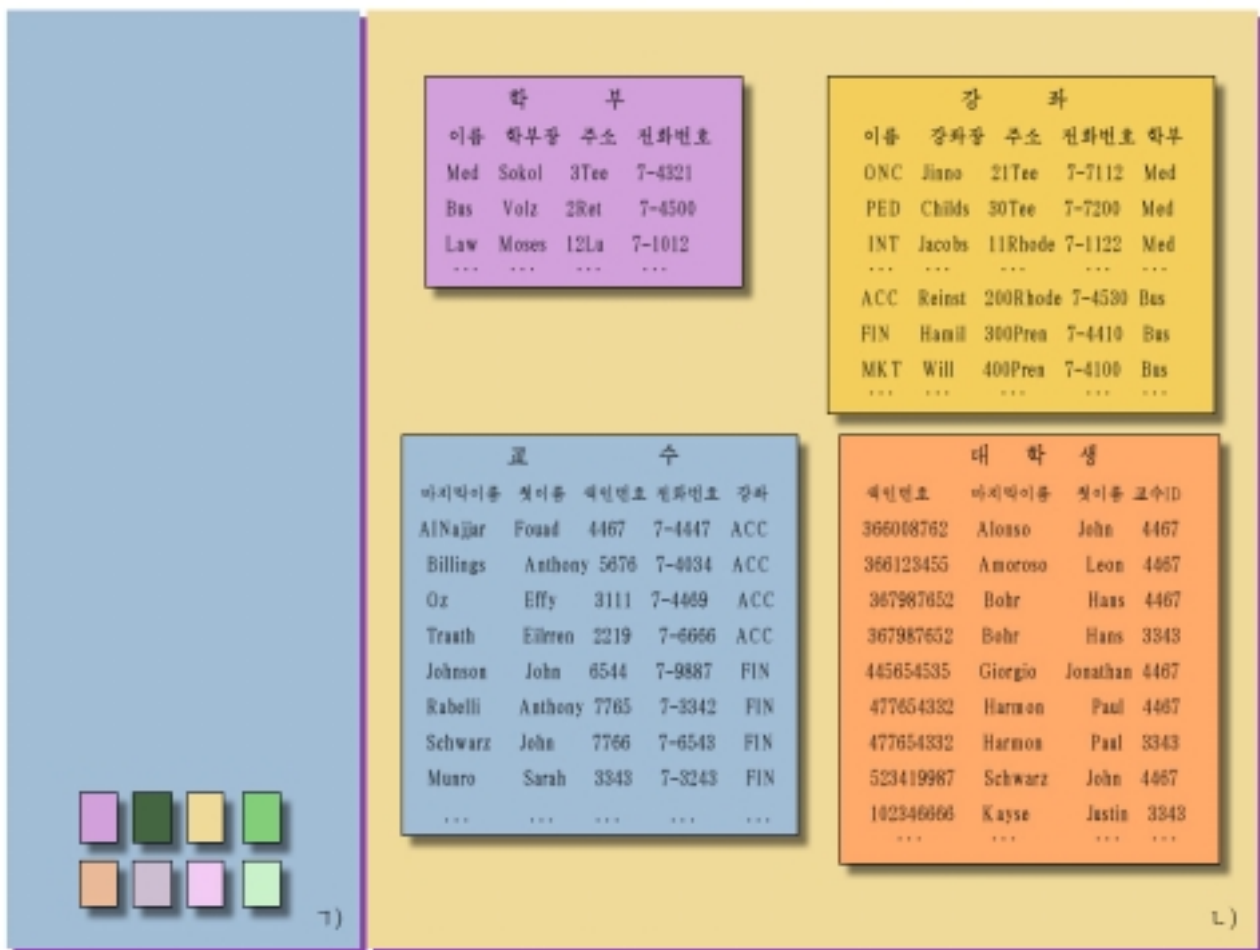 학 부
이름 학부장 주소 전화번호
Med Sokol 3Tee 7-4321
Bus Volz 2Ret 7-4500
Law Moses 12Lu 7-1012
... ... ... ...
강 좌
이름 강좌장 주소 전화번호 학부
ONC Jinno 21Tee 7-7112 Med
PED Childs 30Tee 7-7200 Med
INT Jacobs 11Rhode 7-1122 Med
... ... ... ... ...
ACC Reinst 200Rhode 7-4530 Bus
FIN Hamil 300Pren 7-4410 Bus
MKT Will 400Pren 7-4100 Bus
... ... ... ... ...
교 수
마지막이름 첫이름 색인번호 전화번호 강좌
AlNajjar Fouad 4467 7-4447 ACC
Billings Anthony 5676 7-4034 ACC
Oz Effy 3111 7-4469 ACC
Trauth 2219 7-6666 ACC
Johnson John 6544 7-9887 FIN
Rabelli Anthony 7765 7-3342 FIN
Schwarz John 7766 7-6543 FIN
Munro Sarah 3343 7-3243 FIN
... ... ... ... ...
대 학 생
색인번호 마지막이름 첫이름 교수ID
366008762 Alonso John 4467
366123455 Amoroso Leon 4467
367987652 Bohr Hans 4467
367987652 Bohr Hans 3343
445654535 Giorgio Jonathan 4467
477654332 Harmon Paul 4467
477654332 Harmon Paul 3343
523419987 Schwarz John 4467
102346666 Kayse Justin 3343
... ... ... ...
ㄱ)
ㄴ)